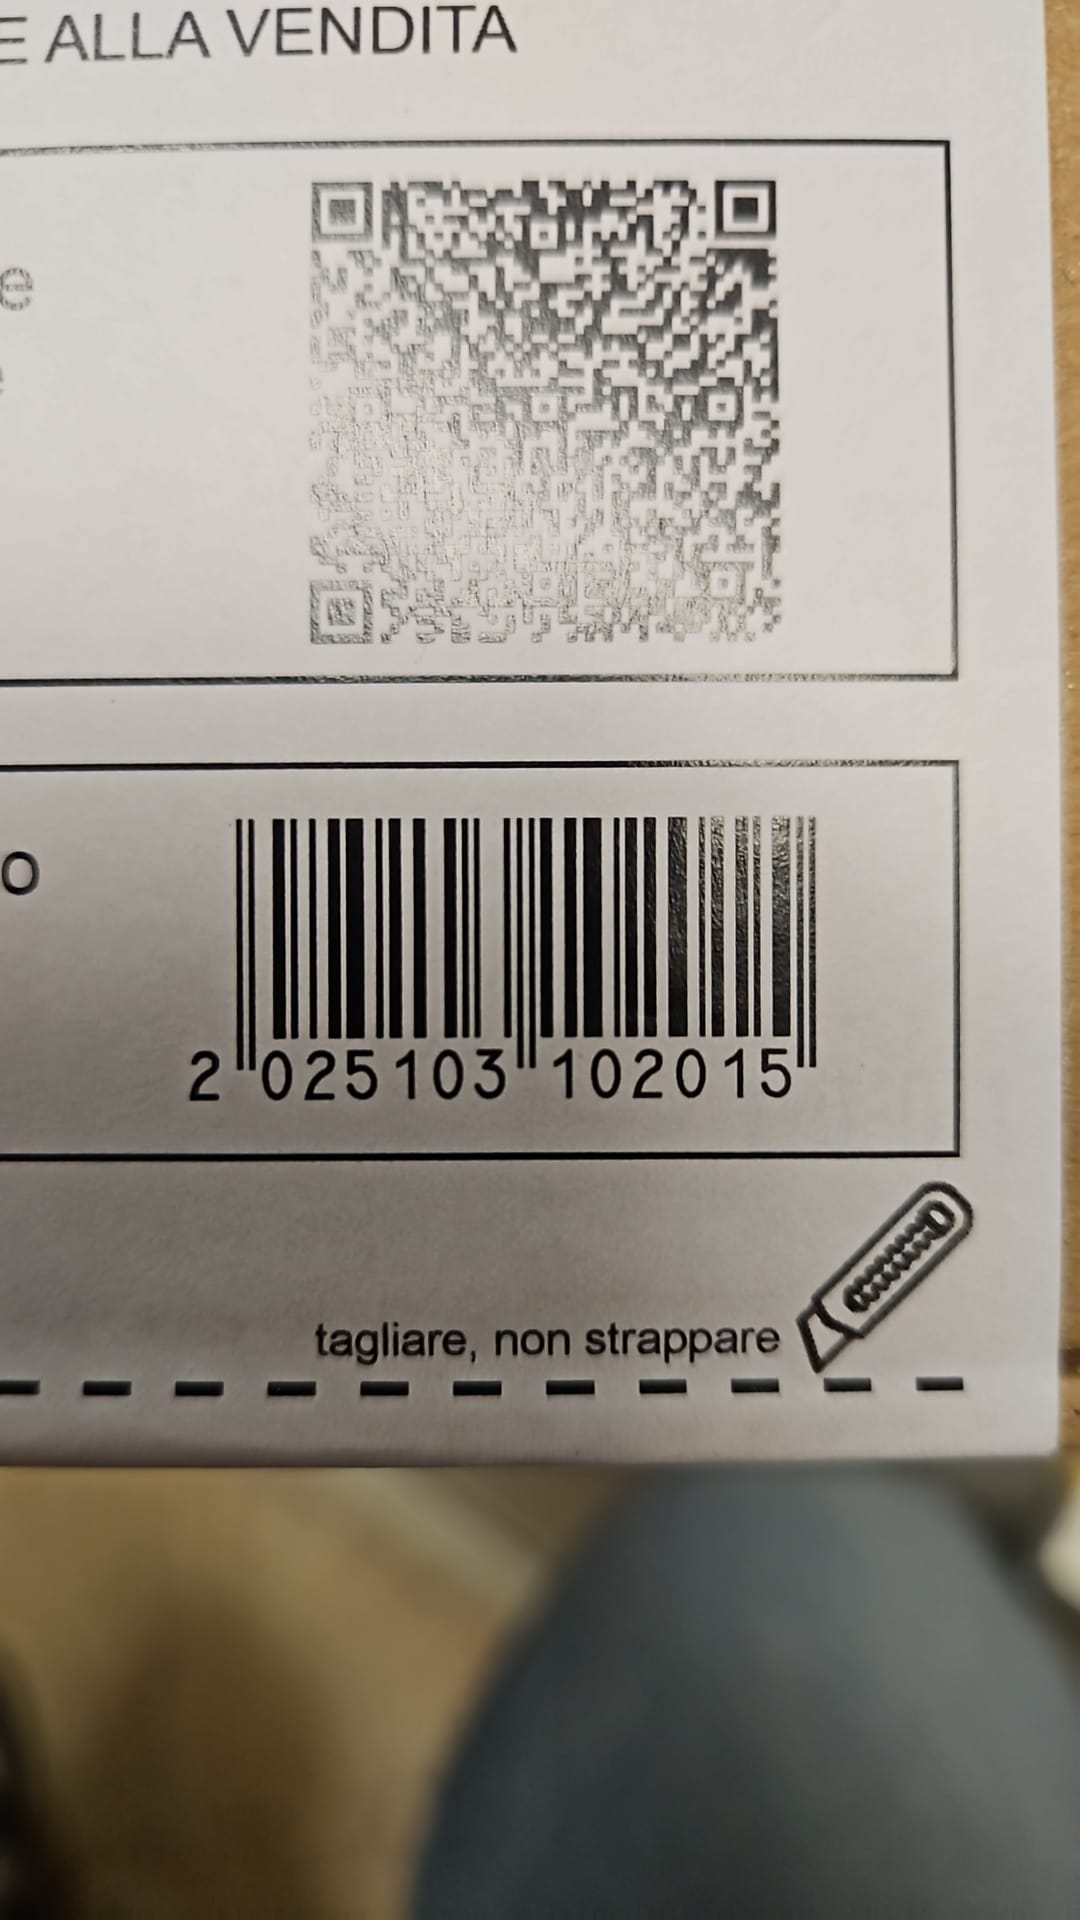 E ALLA VENDITA
e
o
2 025103 102015
tagliare, non strappare